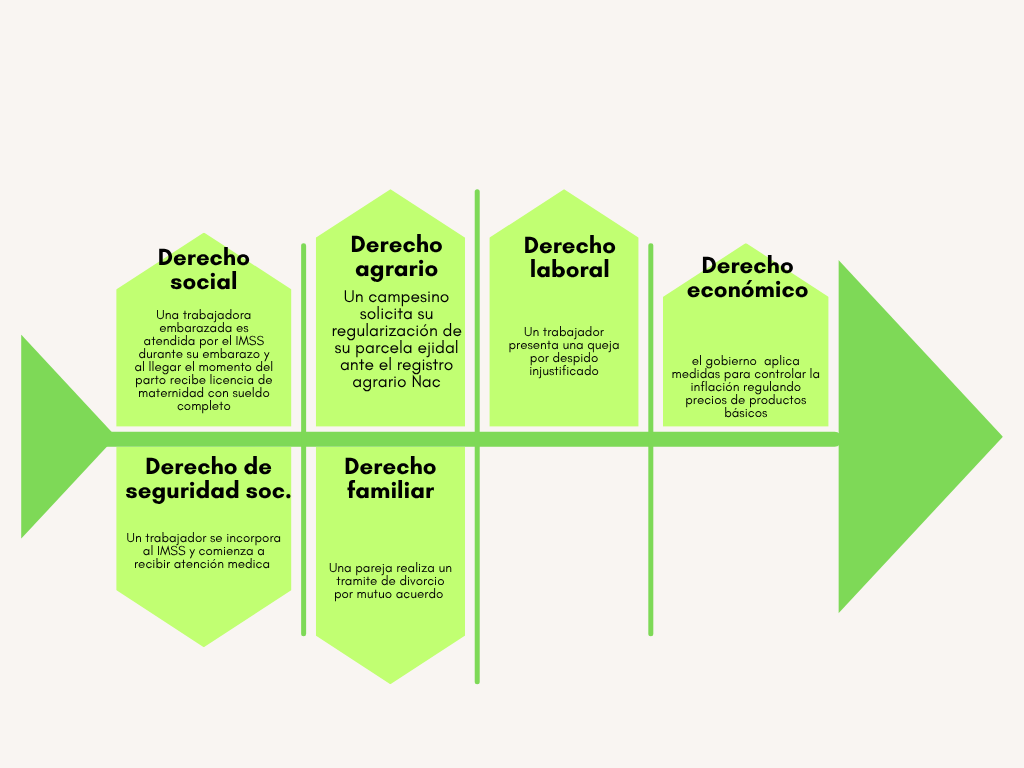 Derecho
social
Una trabajadora
embarazada es
atendida por el IMSS
durante su embarazo y
al llegar el momento del
parto recibe licencia de
maternidad con sueldo
completo
Derecho
agrario
Un campesino
solicita su
regularización de
su parcela ejidal
ante el registro
agrario Nac
Derecho
laboral
Un trabajador
presenta una queja
por despido
injustificado
Derecho
económico
el gobierno aplica
medidas para controlar la
inflación regulando
precios de productos
básicos
Derecho de
seguridad soc.
Un trabajador se incorpora
al IMSS y comienza a
recibir atención medica
Derecho
familiar
Una pareja realiza un
tramite de divorcio
por mutuo acuerdo